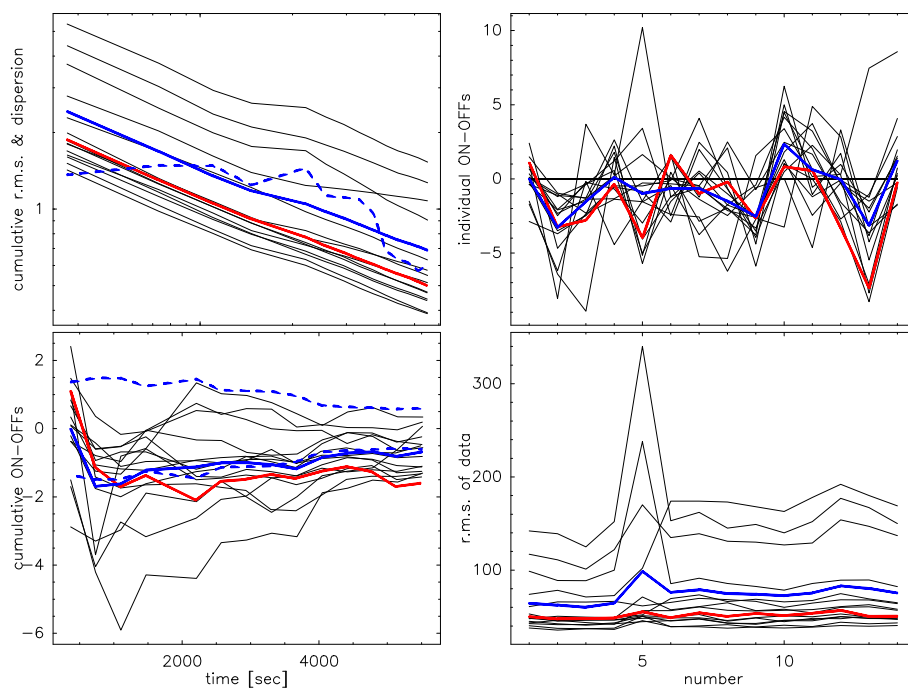 cumulative r.m.s. & dispersion
1
individual ON-OFFs
10
5
0
-5
cumulative ON-OFFs
2
0
-2
-4
-6
2000
4000
time [sec]
r.m.s. of data
300
200
100
5
10
number